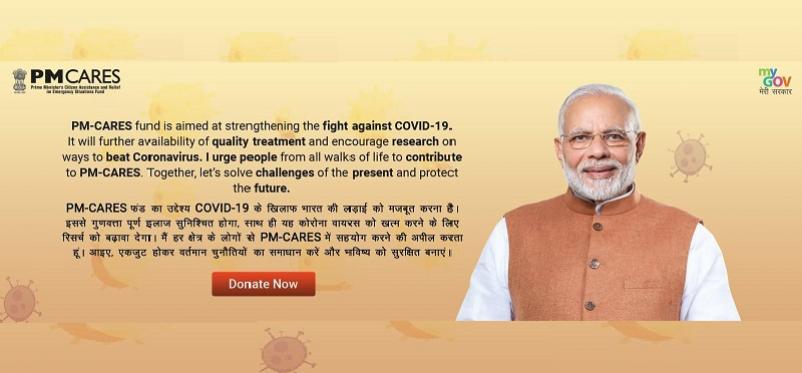 PM CARES
Prime Minister's Citizen Assistance and Relief
in Emergency Situations Fund
my
GOV
मेरी सरकार
PM-CARES fund is aimed at strengthening the fight against COVID-19.
It will further availability of quality treatment and encourage research on
ways to beat Coronavirus. I urge people from all walks of life to contribute
to PM-CARES. Together, let's solve challenges of the present and protect
the future.
PM-CARES फंड का उद्देश्य COVID-19 के खिलाफ भारत की लड़ाई को मजबूत करना है।
इससे गुणवत्ता पूर्ण इलाज सुनिश्चित होगा, साथ ही यह कोरोना वायरस को खत्म करने के लिए
रिसर्च को बढ़ावा देगा। मैं हर क्षेत्र के लोगों से PM-CARES में सहयोग करने की अपील करता
हूं। आइए, एकजुट होकर वर्तमान चुनौतियों का समाधान करें और भविष्य को सुरक्षित बनाएं।
Donate Now